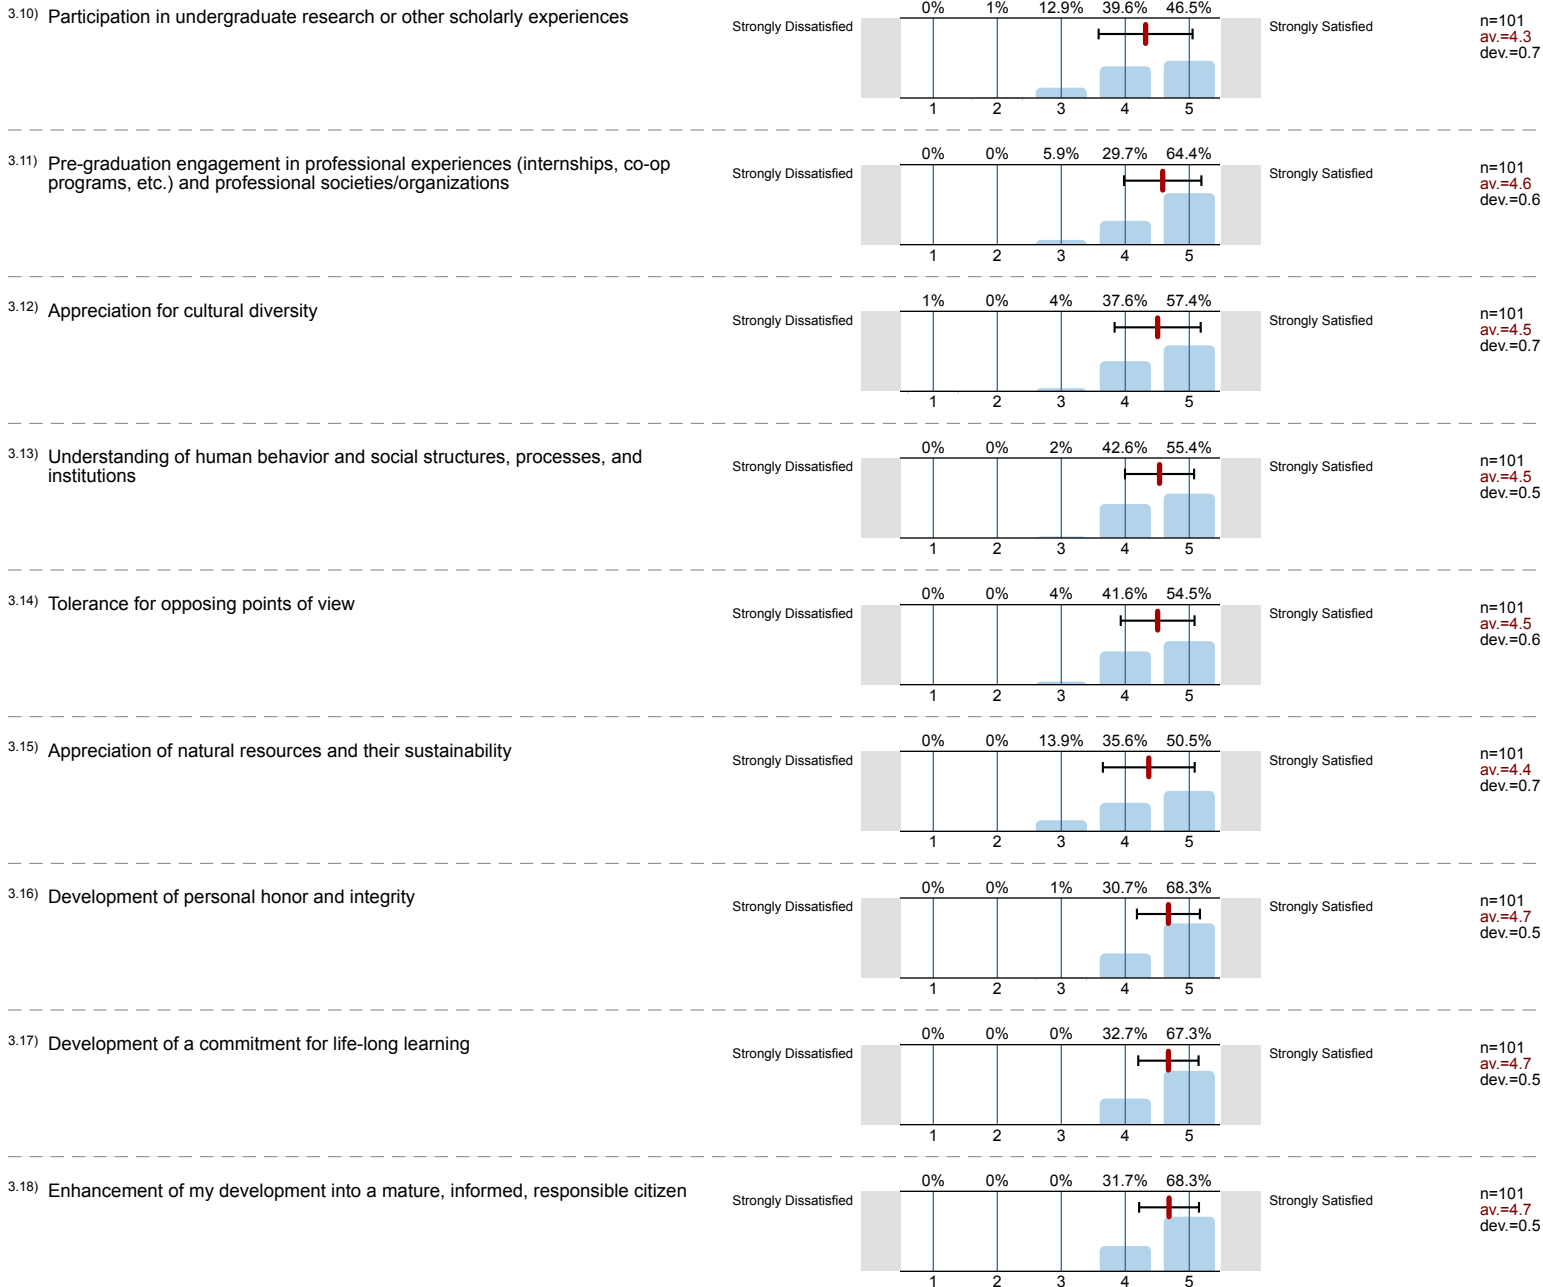 3.10) Participation in undergraduate research or other scholarly experiences
Strongly Dissatisfied
0% 1% 12.9% 39.6% 46.5%
1 2 3 4 5
Strongly Satisfied
n=101
av.=4.3
dev.=0.7
3.11) Pre-graduation engagement in professional experiences (internships, co-op
programs, etc.) and professional societies/organizations
Strongly Dissatisfied
0% 0% 5.9% 29.7% 64.4%
1 2 3 4 5
Strongly Satisfied
n=101
av.=4.6
dev.=0.6
3.12) Appreciation for cultural diversity
Strongly Dissatisfied
1% 0% 4% 37.6% 57.4%
1 2 3 4 5
Strongly Satisfied
n=101
av.=4.5
dev.=0.7
3.13) Understanding of human behavior and social structures, processes, and
institutions
Strongly Dissatisfied
0% 0% 2% 42.6% 55.4%
1 2 3 4 5
Strongly Satisfied
n=101
av.=4.5
dev.=0.5
3.14) Tolerance for opposing points of view
Strongly Dissatisfied
0% 0% 4% 41.6% 54.5%
1 2 3 4 5
Strongly Satisfied
n=101
av.=4.5
dev.=0.6
3.15) Appreciation of natural resources and their sustainability
Strongly Dissatisfied
0% 0% 13.9% 35.6% 50.5%
1 2 3 4 5
Strongly Satisfied
n=101
av.=4.4
dev.=0.7
3.16) Development of personal honor and integrity
Strongly Dissatisfied
0% 0% 1% 30.7% 68.3%
1 2 3 4 5
Strongly Satisfied
n=101
av.=4.7
dev.=0.5
3.17) Development of a commitment for life-long learning
Strongly Dissatisfied
0% 0% 0% 32.7% 67.3%
1 2 3 4 5
Strongly Satisfied
n=101
av.=4.7
dev.=0.5
3.18) Enhancement of my development into a mature, informed, responsible citizen
Strongly Dissatisfied
0% 0% 0% 31.7% 68.3%
1 2 3 4 5
Strongly Satisfied
n=101
av.=4.7
dev.=0.5